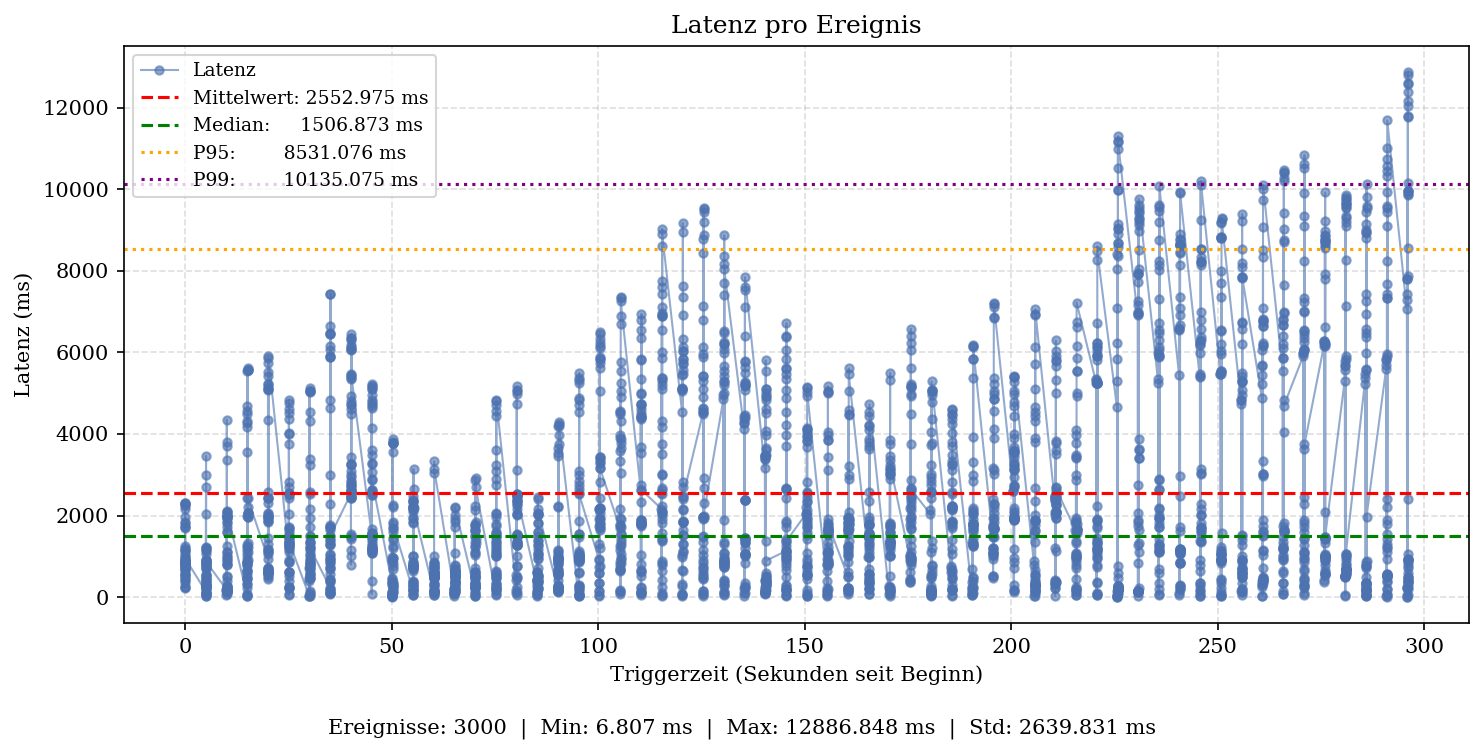 Latenz pro Ereignis
Latenz
Mittelwert: 2552.975 ms
Median: 1506.873 ms
P95: 8531.076 ms
P99: 10135.075 ms
Latenz (ms)
12000
10000
8000
6000
4000
2000
0
0 50 100 150 200 250 300
Triggerzeit (Sekunden seit Beginn)
Ereignisse: 3000 | Min: 6.807 ms | Max: 12886.848 ms | Std: 2639.831 ms